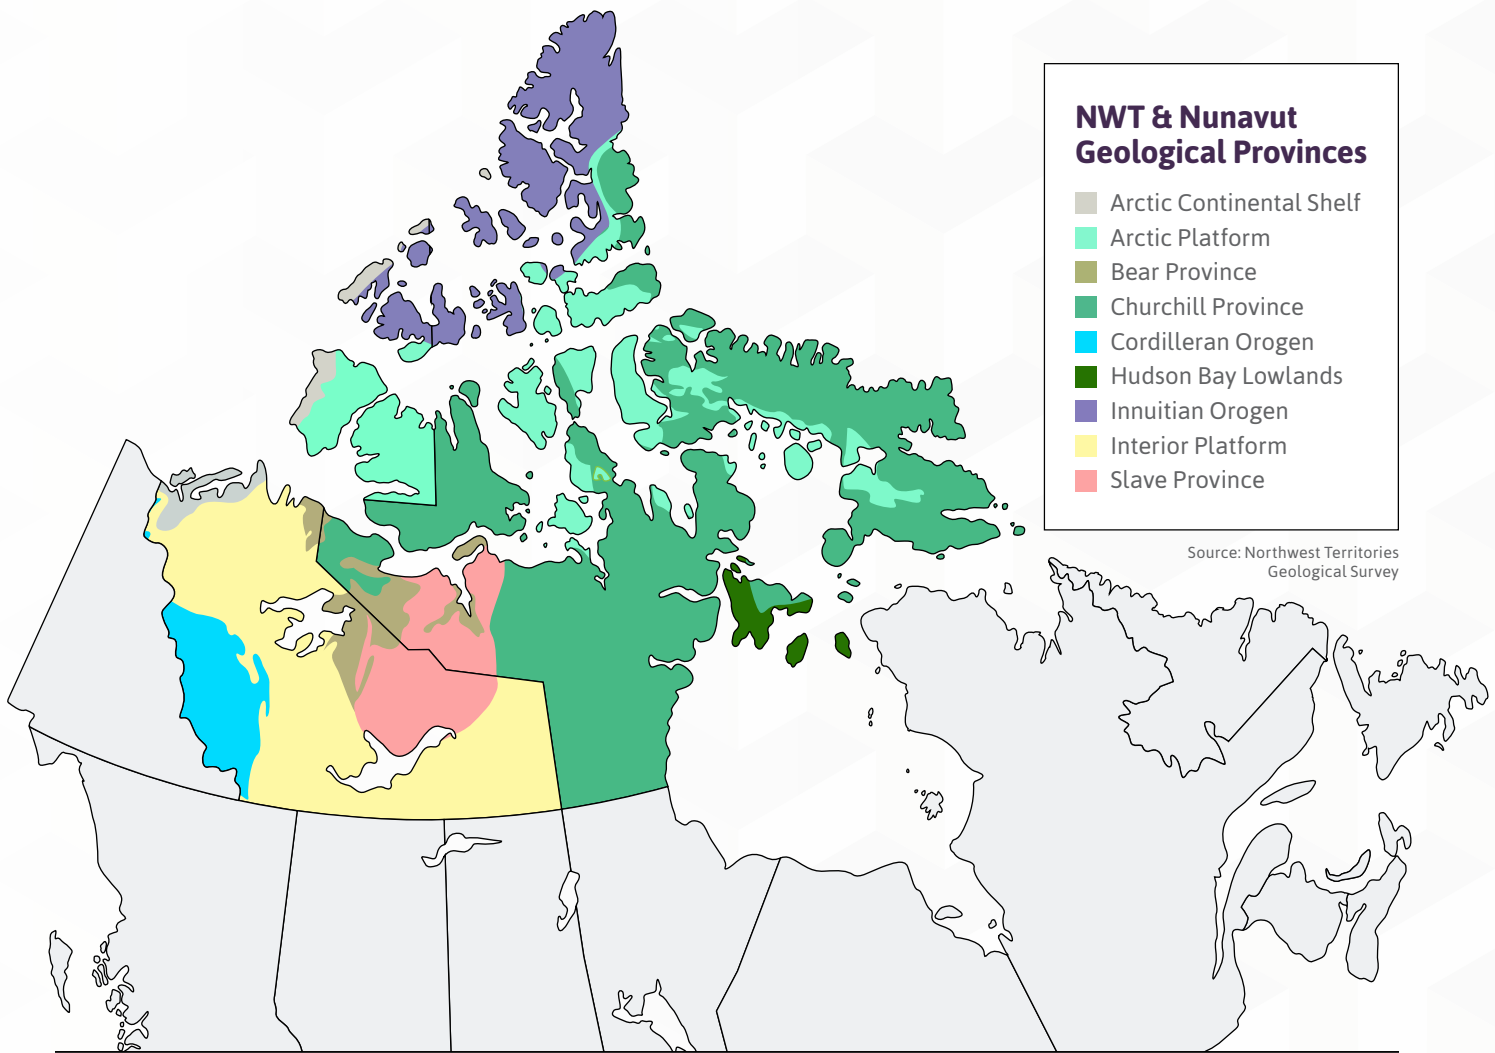 NWT & Nunavut
Geological Provinces
Arctic Continental Shelf
Arctic Platform
Bear Province
Churchill Province
Cordilleran Orogen
Hudson Bay Lowlands
Innuitian Orogen
Interior Platform
Slave Province
Source: Northwest Territories
Geological Survey